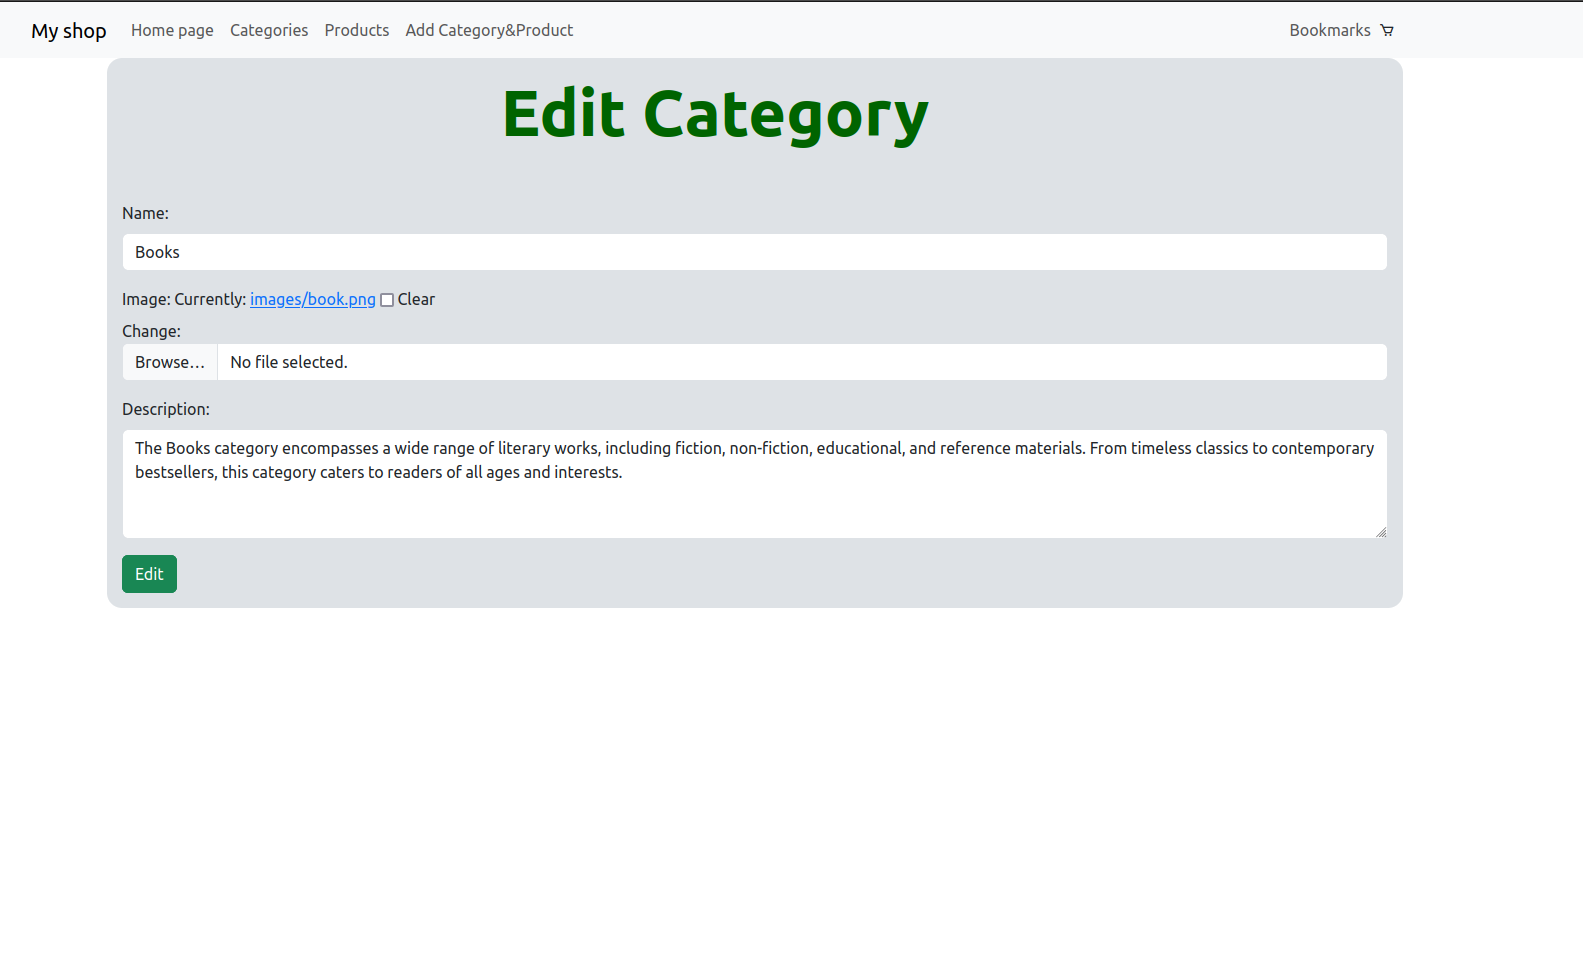 My shop Home page Categories Products Add Category&Product Bookmarks
Edit Category
Name:
Books
Image: Currently: images/book.png Clear
Change:
Browse… No file selected.
Description:
The Books category encompasses a wide range of literary works, including fiction, non-fiction, educational, and reference materials. From timeless classics to contemporary
bestsellers, this category caters to readers of all ages and interests.
Edit